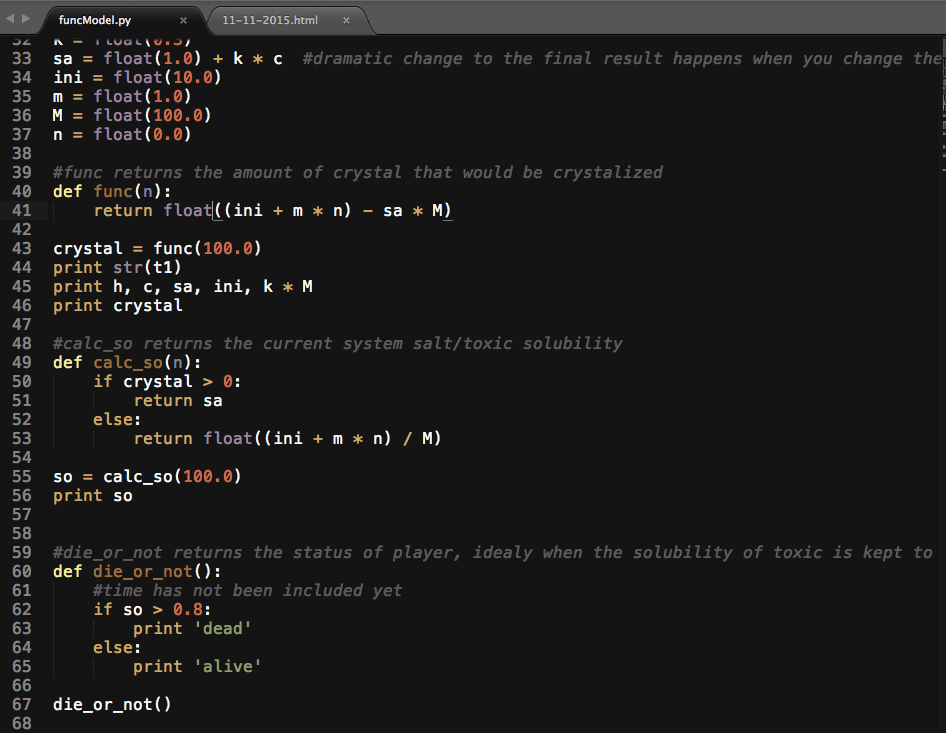 funcModel.py × 11-11-2015.html ×
32 k = float(0.3)
33 sa = float(1.0) + k * c  #dramatic change to the final result happens when you change the
34 ini = float(10.0)
35 m = float(1.0)
36 M = float(100.0)
37 n = float(0.0)
38
39 #func returns the amount of crystal that would be crystalized
40 def func(n):
41     return float((ini + m * n) - sa * M)
42
43 crystal = func(100.0)
44 print str(t1)
45 print h, c, sa, ini, k * M
46 print crystal
47
48 #calc_so returns the current system salt/toxic solubility
49 def calc_so(n):
50     if crystal > 0:
51         return sa
52     else:
53         return float((ini + m * n) / M)
54
55 so = calc_so(100.0)
56 print so
57
58
59 #die_or_not returns the status of player, idealy when the solubility of toxic is kept to
60 def die_or_not():
61     #time has not been included yet
62     if so > 0.8:
63         print 'dead'
64     else:
65         print 'alive'
66
67 die_or_not()
68